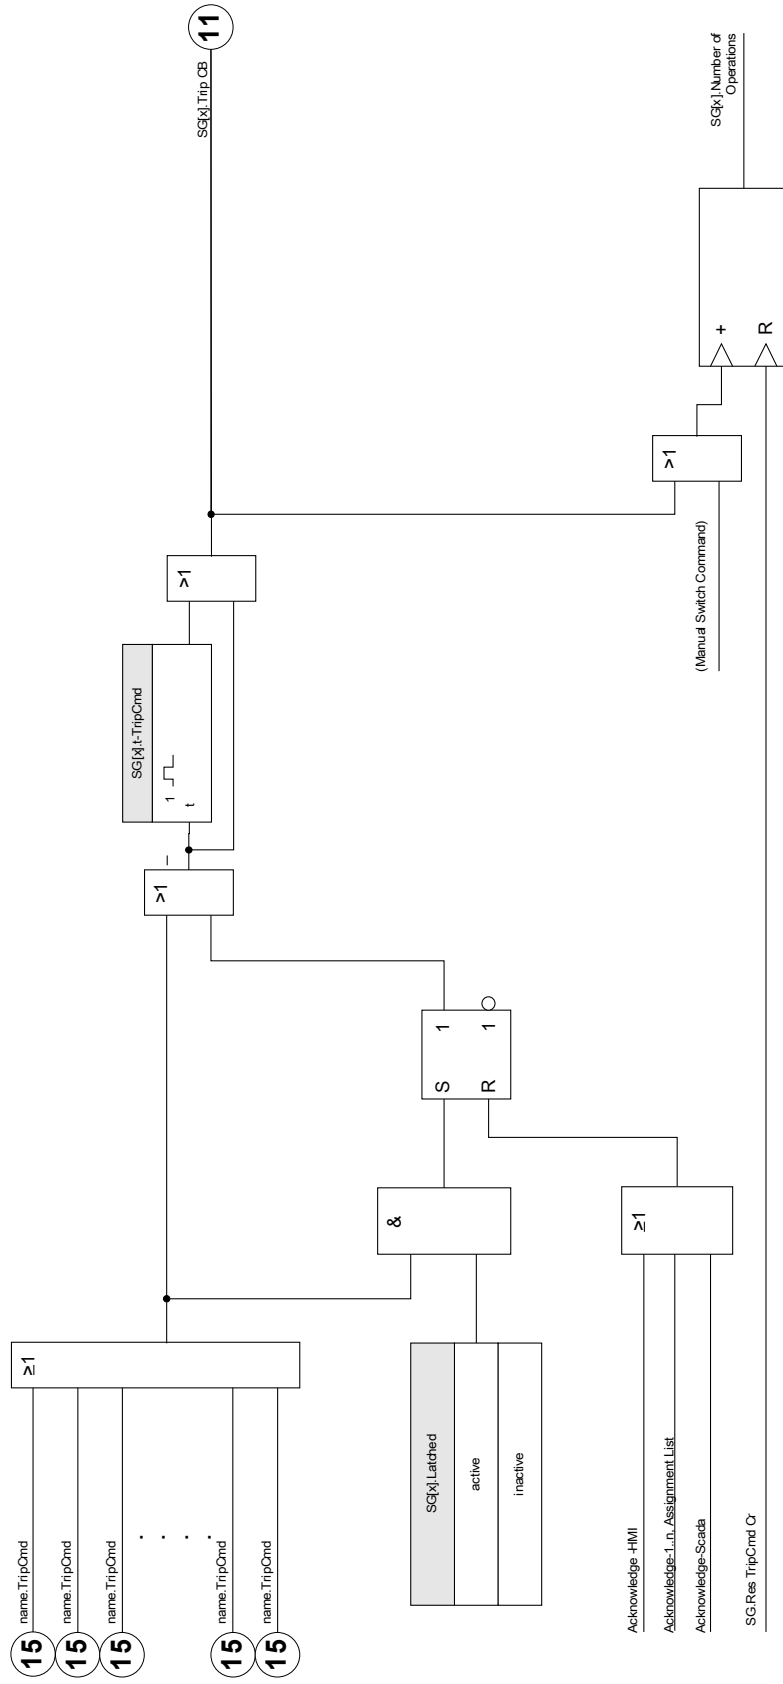 15 name.TripCmd
15 name.TripCmd
15 name.TripCmd
. . . .
15 name.TripCmd
15 name.TripCmd
≥1
SG[x].Latched
active
inactive
&
Acknowledge -HMI
Acknowledge-1..n, Assignment List
Acknowledge-Scada
≥1
SG.Res TripCmd Cr
S 1
R 1
>1
SG[x].t-TripCmd
1
t
>1
SG[x].Trip CB
11
(Manual Switch Command)
>1
+
R
SG[x].Number of
Operations